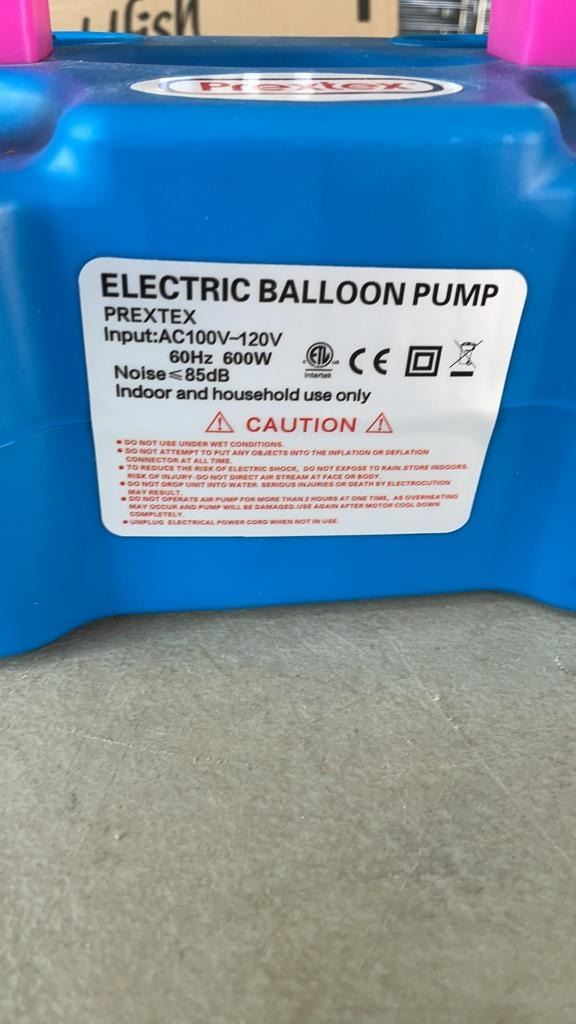 lfish
Prextex
ELECTRIC BALLOON PUMP
PREXTEX
Input:AC100V-120V
60Hz 600W
Noise≤85dB
Indoor and household use only
ETL
C US
Intertek
CE
CAUTION
• DO NOT USE UNDER WET CONDITIONS.
• DO NOT ATTEMPT TO PUT ANY OBJECTS INTO THE INFLATION OR DEFLATION
CONNECTOR AT ALL TIME.
• TO REDUCE THE RISK OF ELECTRIC SHOCK, DO NOT EXPOSE TO RAIN.STORE INDOORS.
RISK OF INJURY-DO NOT DIRECT AIR STREAM AT FACE OR BODY.
• DO NOT DROP UNIT INTO WATER. SERIOUS INJURIES OR DEATH BY ELECTROCUTION
MAY RESULT.
• DO NOT OPERATE AIR PUMP FOR MORE THAN 2 HOURS AT ONE TIME, AS OVERHEATING
MAY OCCUR AND PUMP WILL BE DAMAGED.USE AGAIN AFTER MOTOR COOL DOWN
COMPLETELY.
• UNPLUG ELECTRICAL POWER CORD WHEN NOT IN USE.